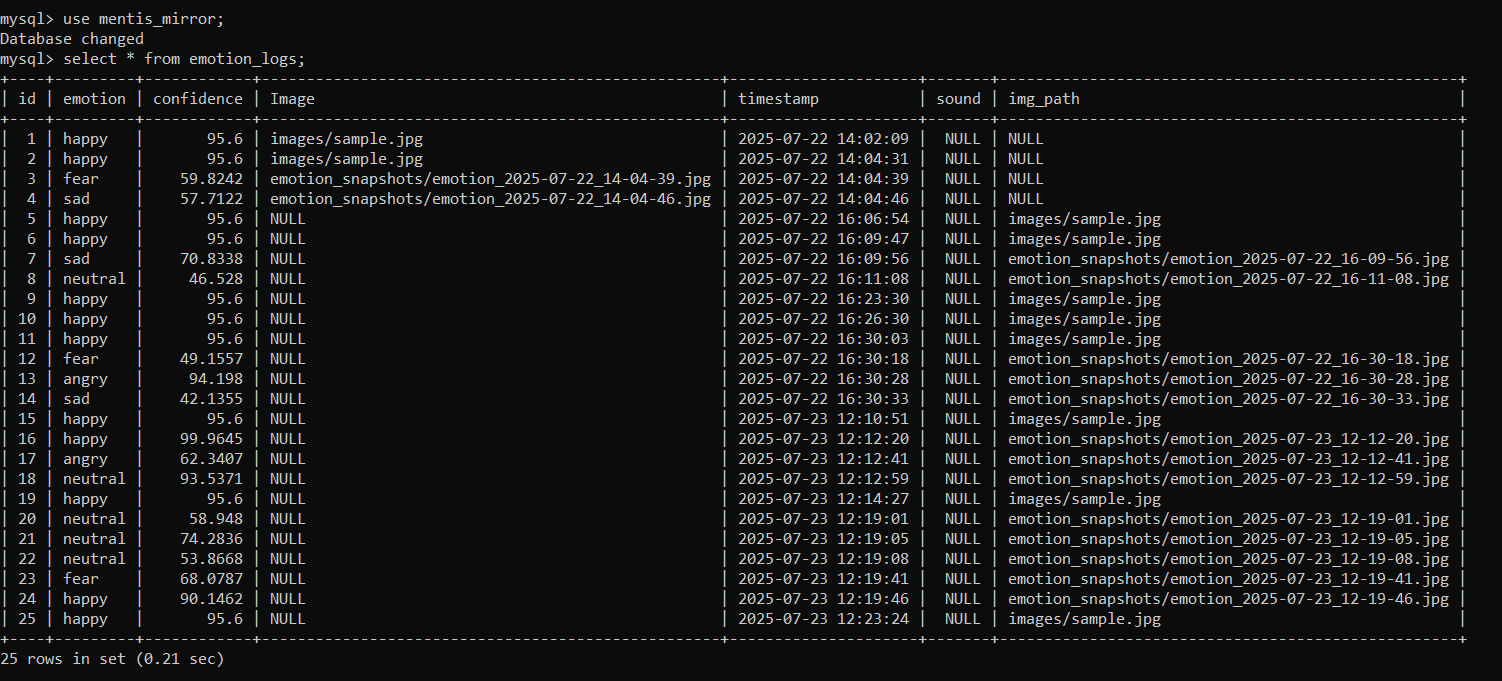 mysql> use mentis_mirror;
Database changed
mysql> select * from emotion_logs;
+----+---------+------------+---------------------------------------------------+---------------------+-------+---------------------------------------------------+
| id | emotion | confidence | Image                                             | timestamp           | sound | img_path                                          |
+----+---------+------------+---------------------------------------------------+---------------------+-------+---------------------------------------------------+
|  1 | happy   |       95.6 | images/sample.jpg                                 | 2025-07-22 14:02:09 |  NULL | NULL                                              |
|  2 | happy   |       95.6 | images/sample.jpg                                 | 2025-07-22 14:04:31 |  NULL | NULL                                              |
|  3 | fear    |    59.8242 | emotion_snapshots/emotion_2025-07-22_14-04-39.jpg | 2025-07-22 14:04:39 |  NULL | NULL                                              |
|  4 | sad     |    57.7122 | emotion_snapshots/emotion_2025-07-22_14-04-46.jpg | 2025-07-22 14:04:46 |  NULL | NULL                                              |
|  5 | happy   |       95.6 | NULL                                              | 2025-07-22 16:06:54 |  NULL | images/sample.jpg                                 |
|  6 | happy   |       95.6 | NULL                                              | 2025-07-22 16:09:47 |  NULL | images/sample.jpg                                 |
|  7 | sad     |    70.8338 | NULL                                              | 2025-07-22 16:09:56 |  NULL | emotion_snapshots/emotion_2025-07-22_16-09-56.jpg |
|  8 | neutral |     46.528 | NULL                                              | 2025-07-22 16:11:08 |  NULL | emotion_snapshots/emotion_2025-07-22_16-11-08.jpg |
|  9 | happy   |       95.6 | NULL                                              | 2025-07-22 16:23:30 |  NULL | images/sample.jpg                                 |
| 10 | happy   |       95.6 | NULL                                              | 2025-07-22 16:26:30 |  NULL | images/sample.jpg                                 |
| 11 | happy   |       95.6 | NULL                                              | 2025-07-22 16:30:03 |  NULL | images/sample.jpg                                 |
| 12 | fear    |    49.1557 | NULL                                              | 2025-07-22 16:30:18 |  NULL | emotion_snapshots/emotion_2025-07-22_16-30-18.jpg |
| 13 | angry   |     94.198 | NULL                                              | 2025-07-22 16:30:28 |  NULL | emotion_snapshots/emotion_2025-07-22_16-30-28.jpg |
| 14 | sad     |    42.1355 | NULL                                              | 2025-07-22 16:30:33 |  NULL | emotion_snapshots/emotion_2025-07-22_16-30-33.jpg |
| 15 | happy   |       95.6 | NULL                                              | 2025-07-23 12:10:51 |  NULL | images/sample.jpg                                 |
| 16 | happy   |    99.9645 | NULL                                              | 2025-07-23 12:12:20 |  NULL | emotion_snapshots/emotion_2025-07-23_12-12-20.jpg |
| 17 | angry   |    62.3407 | NULL                                              | 2025-07-23 12:12:41 |  NULL | emotion_snapshots/emotion_2025-07-23_12-12-41.jpg |
| 18 | neutral |    93.5371 | NULL                                              | 2025-07-23 12:12:59 |  NULL | emotion_snapshots/emotion_2025-07-23_12-12-59.jpg |
| 19 | happy   |       95.6 | NULL                                              | 2025-07-23 12:14:27 |  NULL | images/sample.jpg                                 |
| 20 | neutral |     58.948 | NULL                                              | 2025-07-23 12:19:01 |  NULL | emotion_snapshots/emotion_2025-07-23_12-19-01.jpg |
| 21 | neutral |    74.2836 | NULL                                              | 2025-07-23 12:19:05 |  NULL | emotion_snapshots/emotion_2025-07-23_12-19-05.jpg |
| 22 | neutral |    53.8668 | NULL                                              | 2025-07-23 12:19:08 |  NULL | emotion_snapshots/emotion_2025-07-23_12-19-08.jpg |
| 23 | fear    |    68.0787 | NULL                                              | 2025-07-23 12:19:41 |  NULL | emotion_snapshots/emotion_2025-07-23_12-19-41.jpg |
| 24 | happy   |    90.1462 | NULL                                              | 2025-07-23 12:19:46 |  NULL | emotion_snapshots/emotion_2025-07-23_12-19-46.jpg |
| 25 | happy   |       95.6 | NULL                                              | 2025-07-23 12:23:24 |  NULL | images/sample.jpg                                 |
+----+---------+------------+---------------------------------------------------+---------------------+-------+---------------------------------------------------+
25 rows in set (0.21 sec)